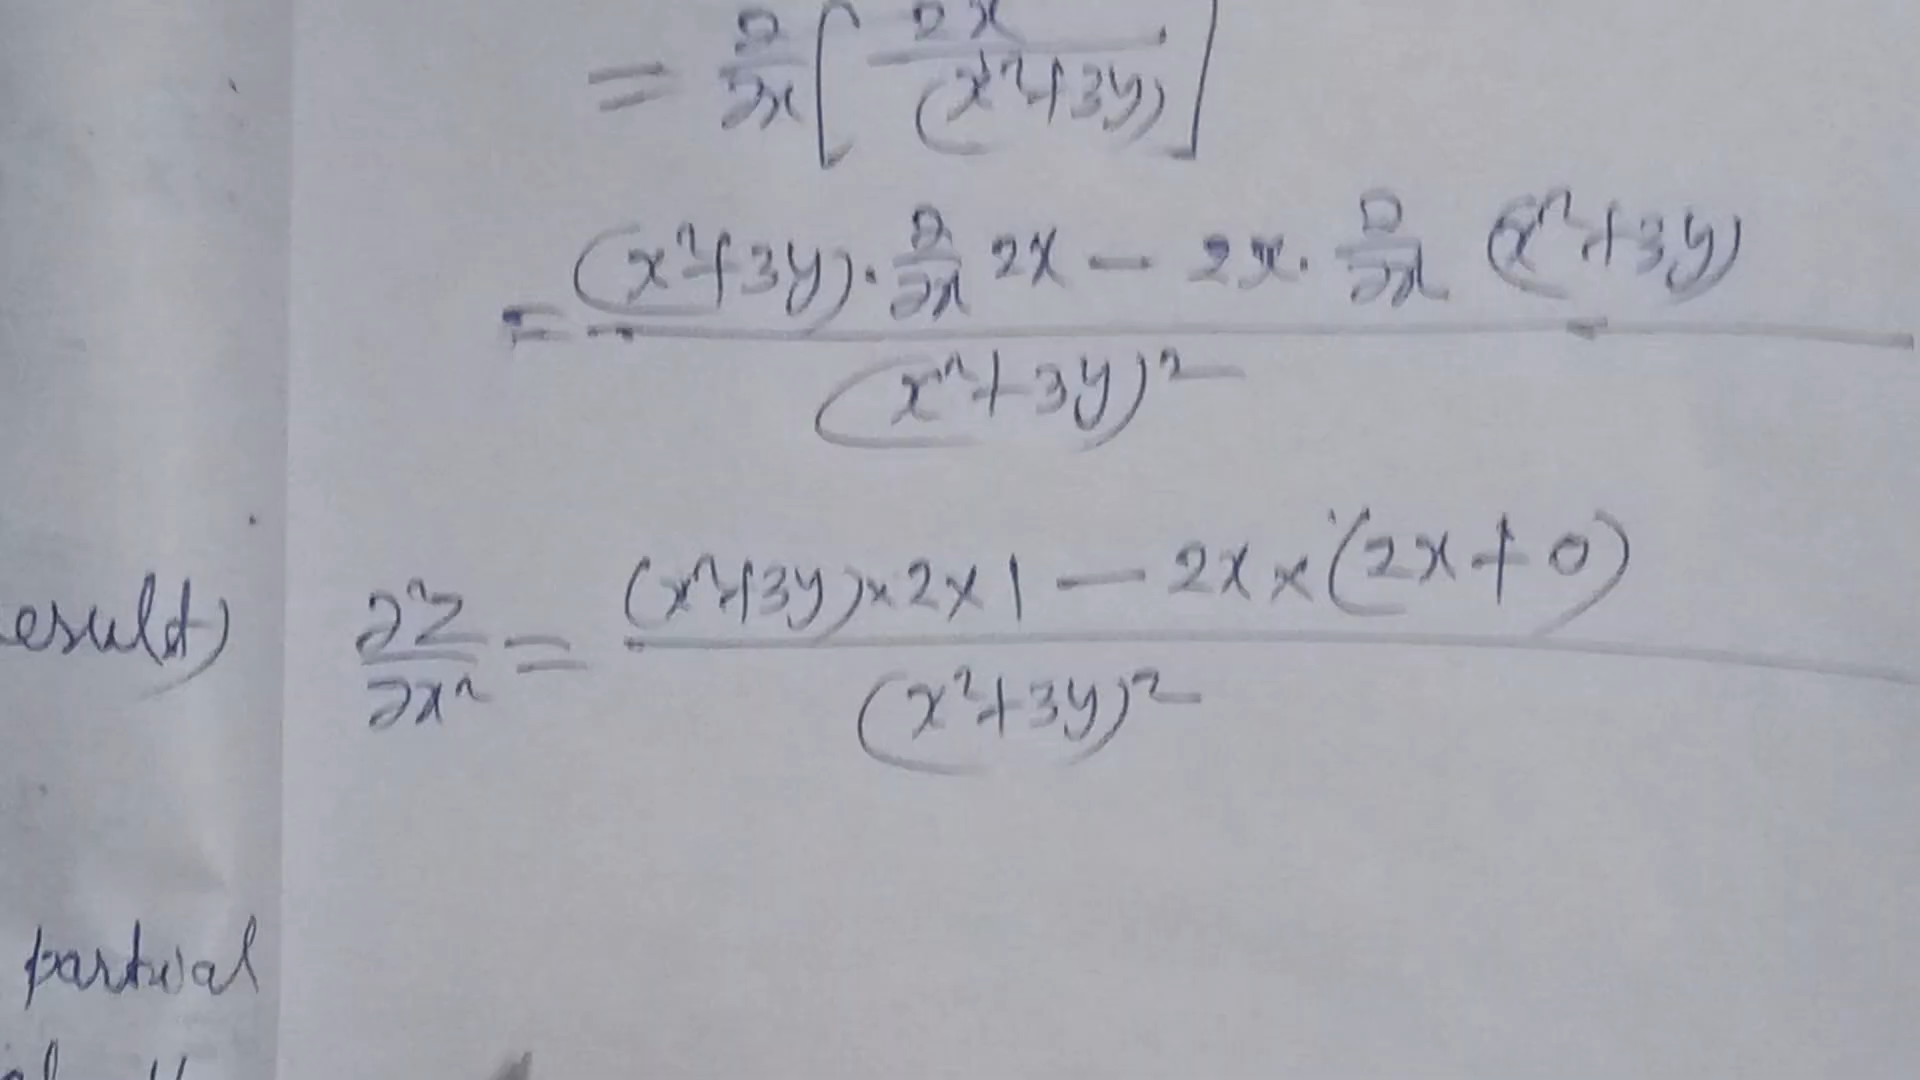 = ∂/∂x [ 2x / (x²+3y) ]
= (x²+3y) · ∂/∂x 2x − 2x · ∂/∂x (x²+3y) / (x²+3y)²
esult) ∂²z/∂x² = (x²+3y) × 2 × 1 − 2x × (2x + 0) / (x²+3y)²
partial